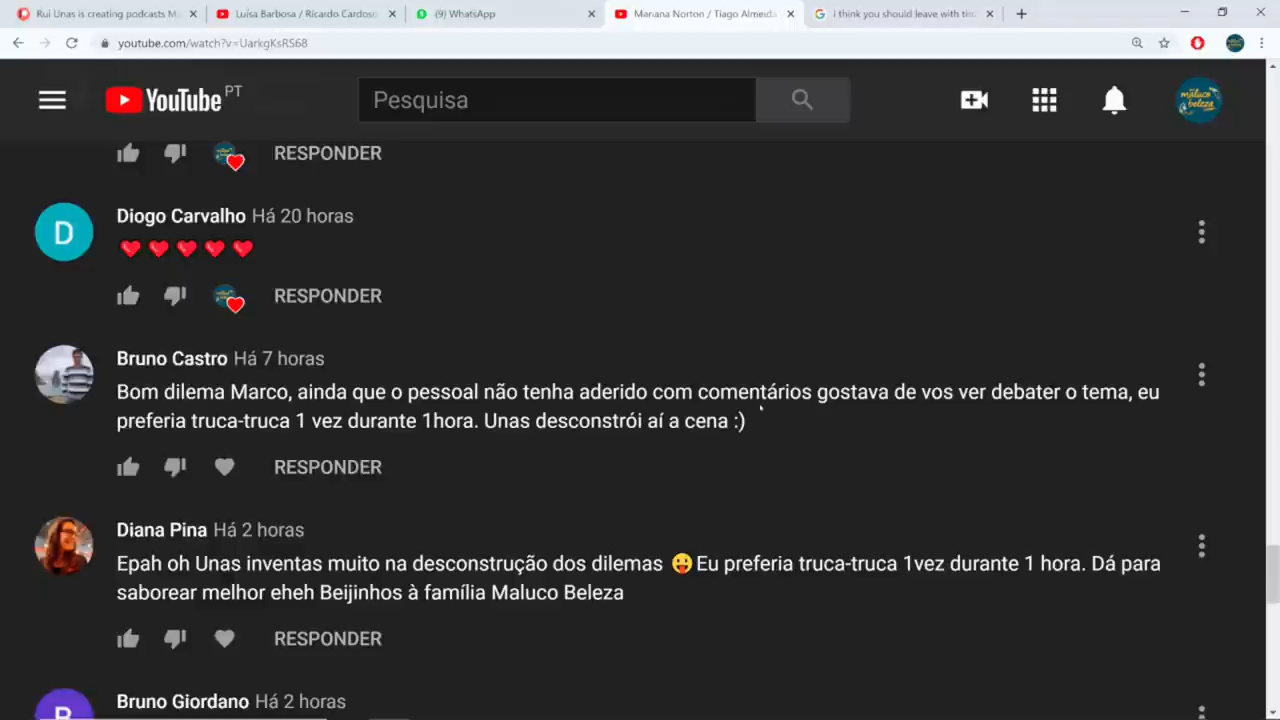 Rui Unas is creating podcasts M
Luísa Barbosa / Ricardo Cardoso
(9) WhatsApp
Mariana Norton / Tiago Almeida
i think you should leave with tim
youtube.com/watch?v=UarkgKsRS68
YouTube PT
Pesquisa
maluco beleza
RESPONDER
D
Diogo Carvalho Há 20 horas
❤️❤️❤️❤️❤️
RESPONDER
Bruno Castro Há 7 horas
Bom dilema Marco, ainda que o pessoal não tenha aderido com comentários gostava de vos ver debater o tema, eu
preferia truca-truca 1 vez durante 1hora. Unas desconstrói aí a cena :)
RESPONDER
Diana Pina Há 2 horas
Epah oh Unas inventas muito na desconstrução dos dilemas 😜Eu preferia truca-truca 1vez durante 1 hora. Dá para
saborear melhor eheh Beijinhos à família Maluco Beleza
RESPONDER
B
Bruno Giordano Há 2 horas